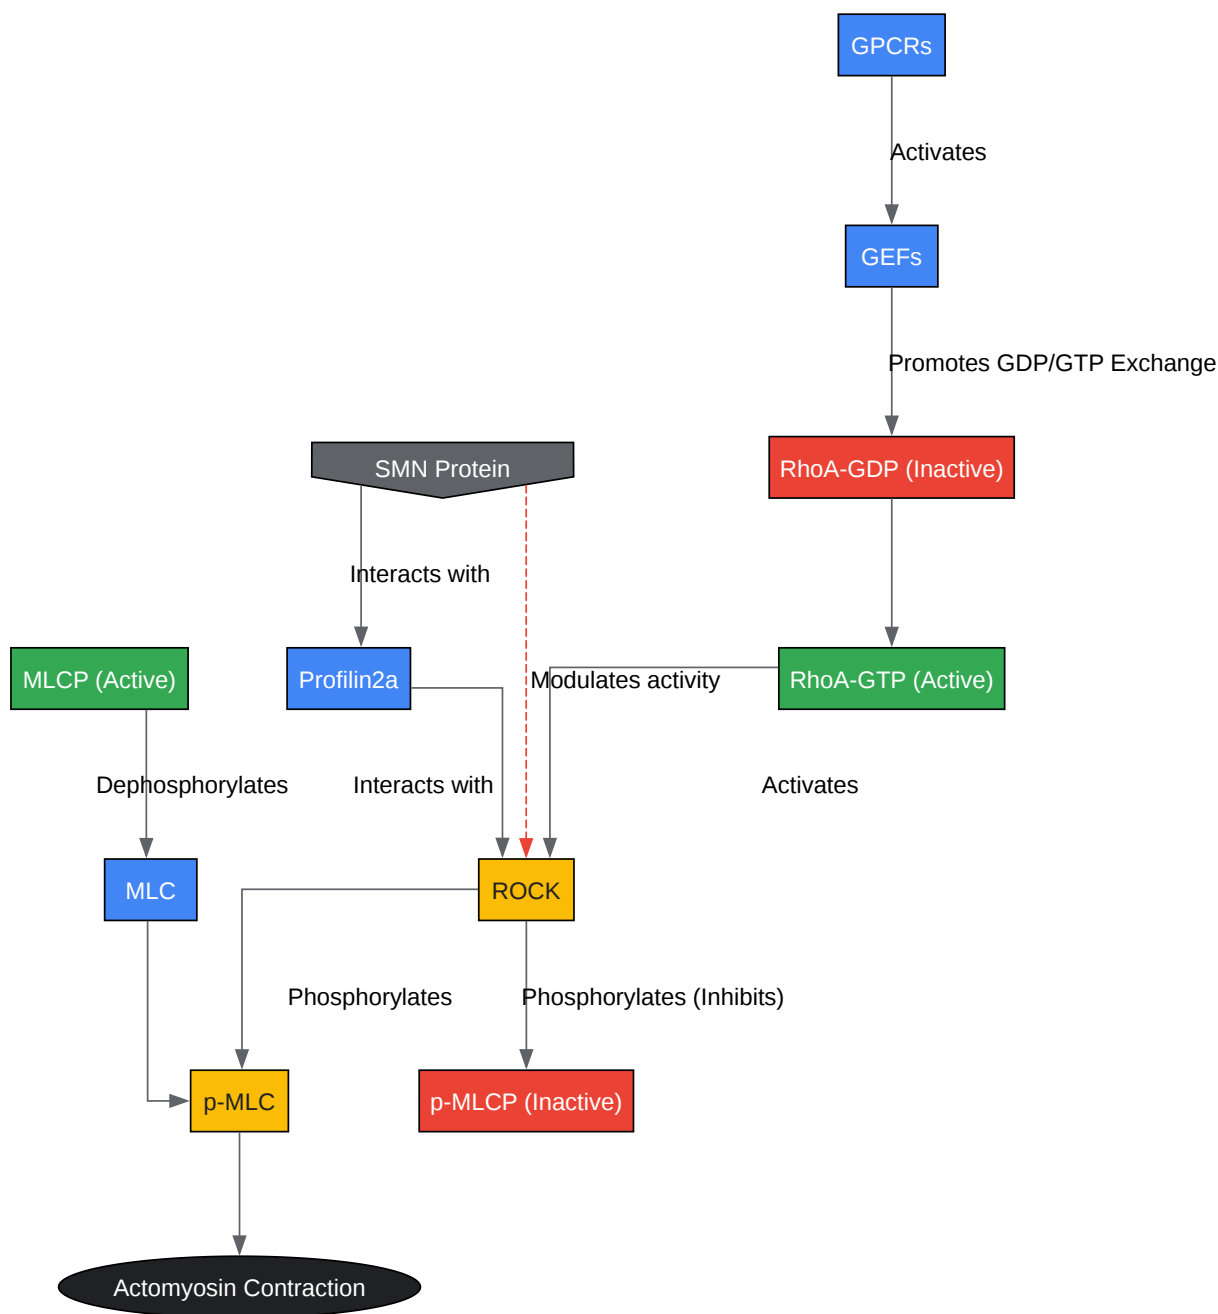 GPCRs
Activates
GEFs
Promotes GDP/GTP Exchange
SMN Protein
RhoA-GDP (Inactive)
Interacts with
MLCP (Active)
Profilin2a
Modulates activity
RhoA-GTP (Active)
Dephosphorylates
Interacts with
Activates
MLC
ROCK
Phosphorylates
Phosphorylates (Inhibits)
p-MLC
p-MLCP (Inactive)
Actomyosin Contraction